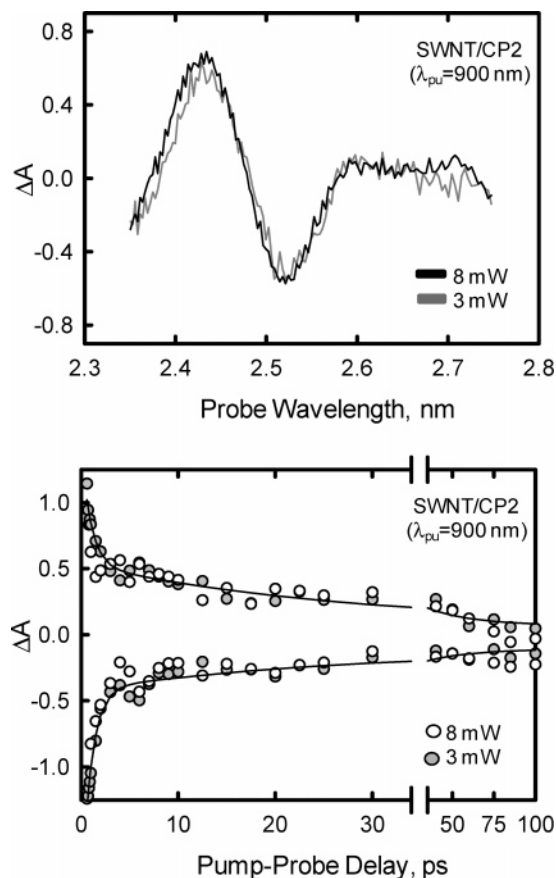 SWNT/CP2
(λpu=900 nm)
0.8
0.4
0.0
-0.4
-0.8
ΔA
8 mW
3 mW
2.3
2.4
2.5
2.6
2.7
2.8
Probe Wavelength, nm
SWNT/CP2
(λpu=900 nm)
1.0
0.5
0.0
-0.5
-1.0
ΔA
8 mW
3 mW
0
10
20
30
50
75
100
Pump-Probe Delay, ps